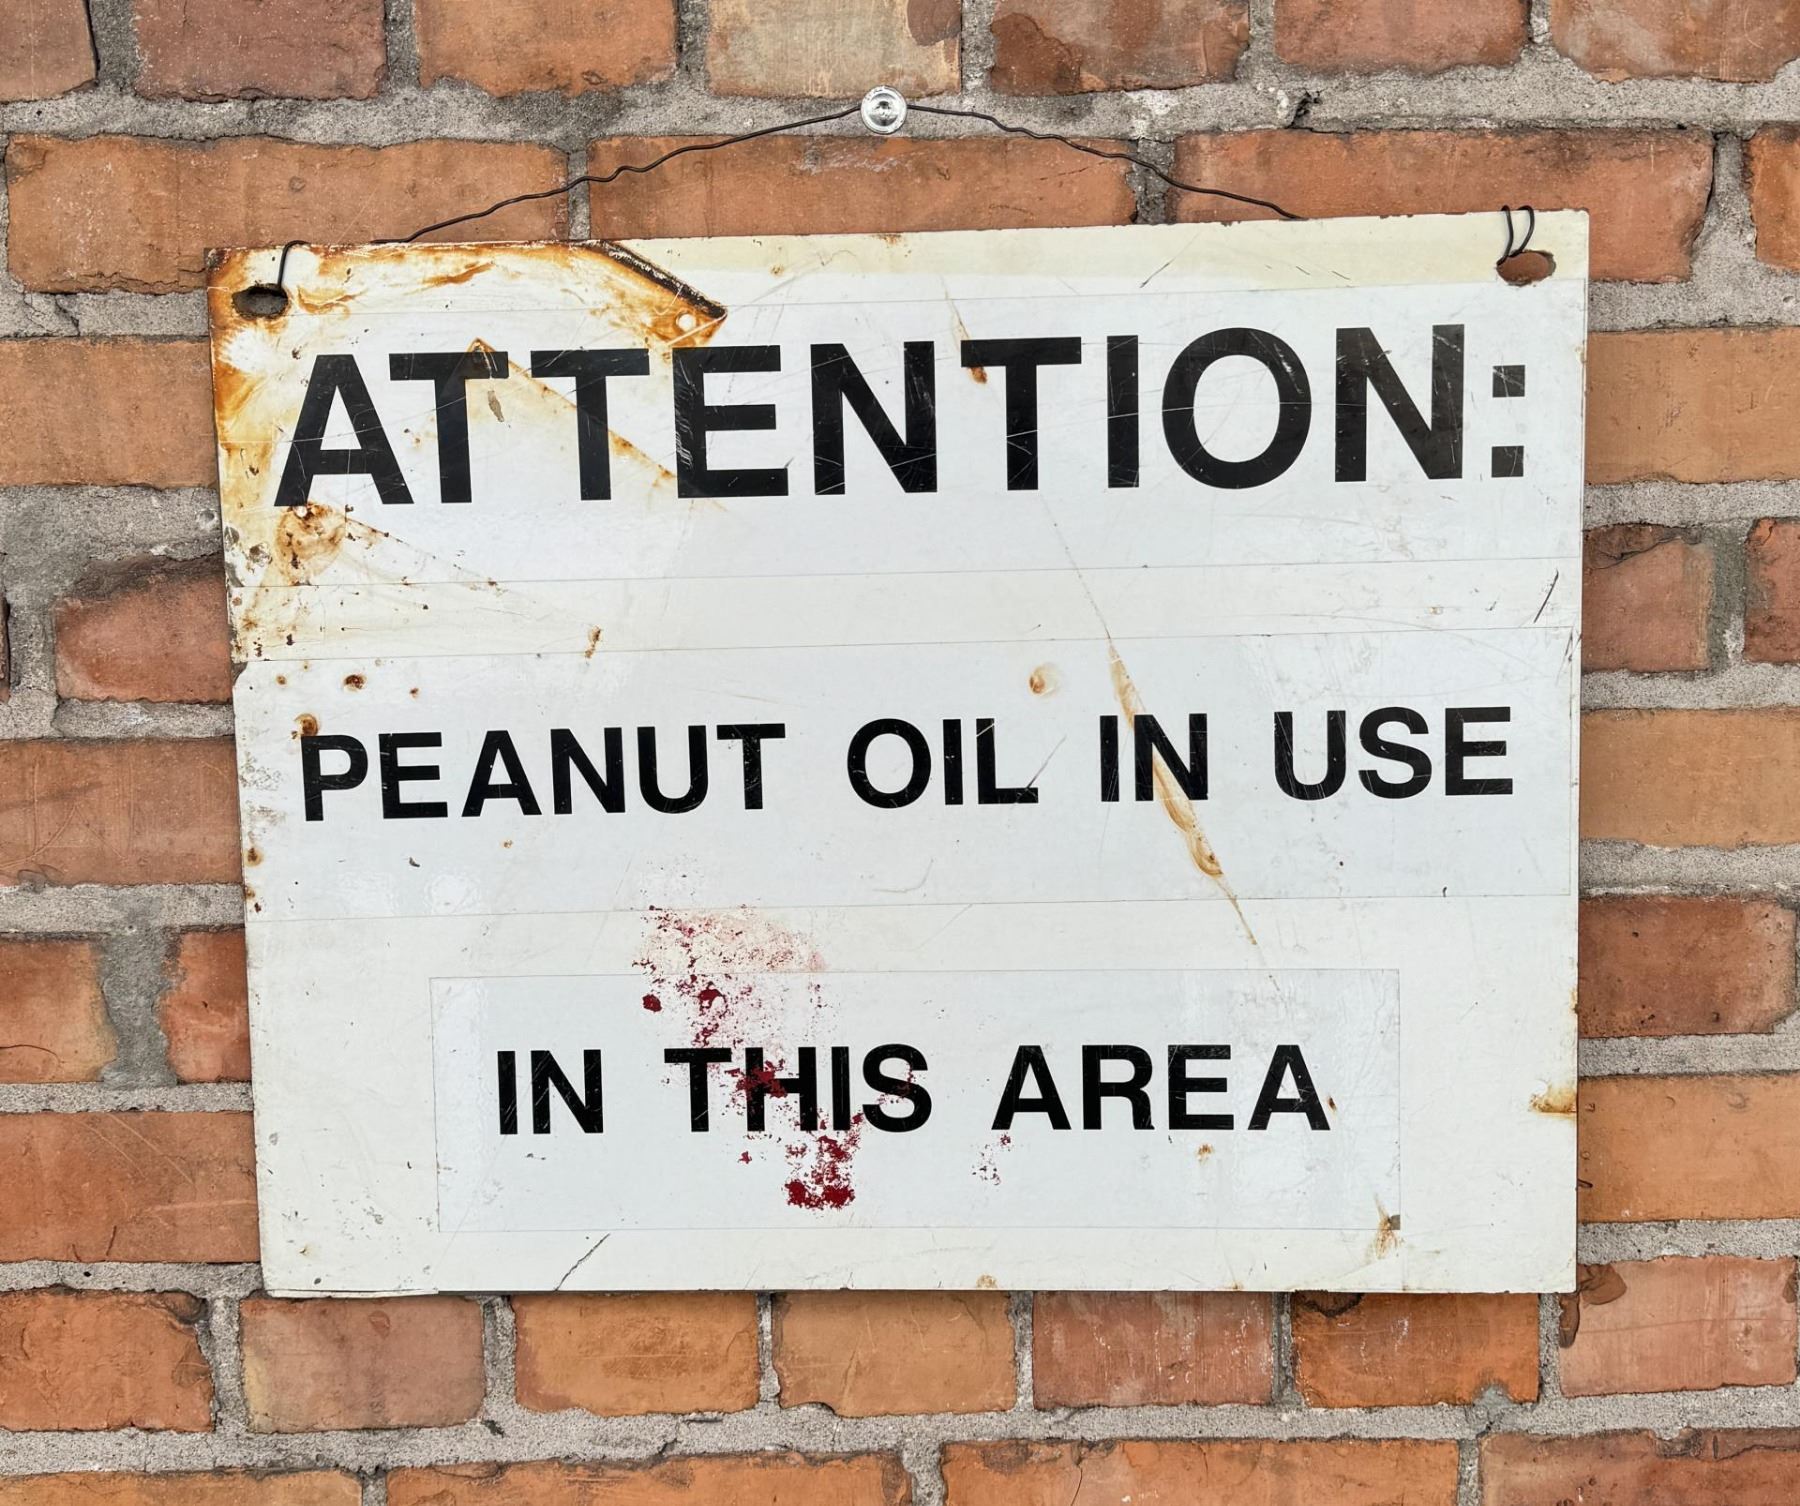 ATTENTION:
PEANUT OIL IN USE
IN THIS AREA